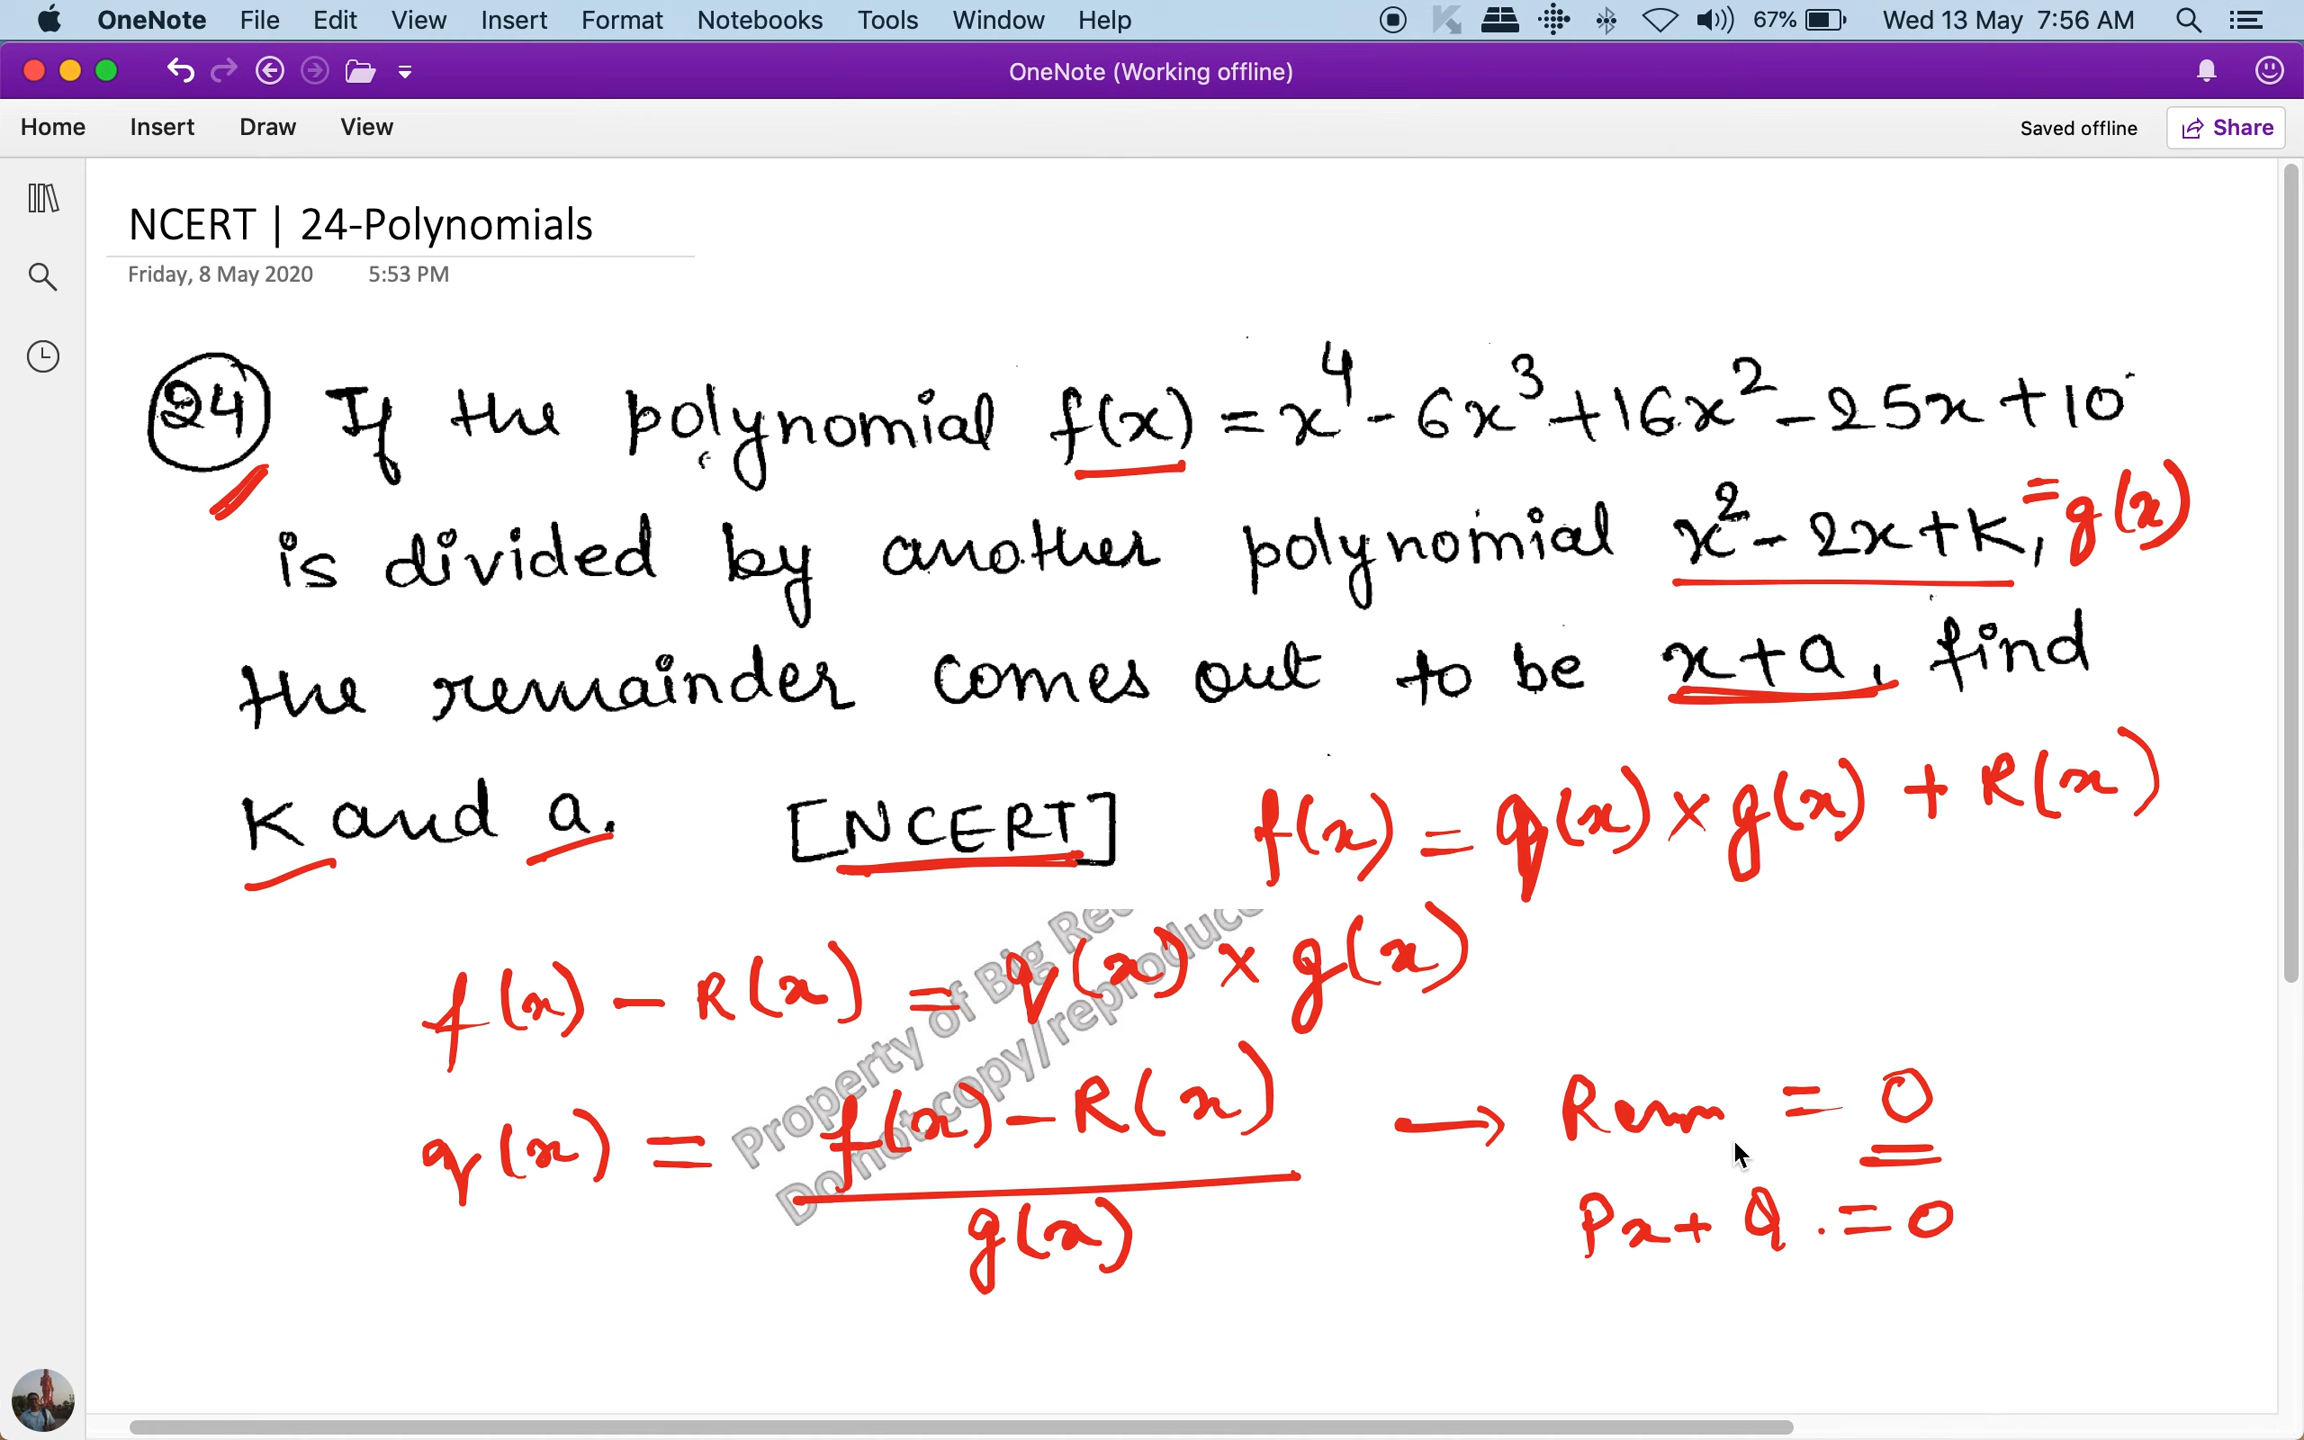 OneNote File Edit View Insert Format Notebooks Tools Window Help 67% Wed 13 May 7:56 AM
OneNote (Working offline)
Home Insert Draw View Saved offline Share
NCERT | 24-Polynomials
Friday, 8 May 2020 5:53 PM
24 If the polynomial f(x) = x⁴ - 6x³ + 16x² - 25x + 10
is divided by another polynomial x² - 2x + K, = g(x)
the remainder comes out to be x + a, find
K and a. [NCERT] f(x) = q(x) × g(x) + R(x)
f(x) - R(x) = q(x) × g(x)
q(x) = f(x) - R(x) / g(x) → Rem = 0
Px + Q . = 0
Property of Big
Do not copy/reproduc